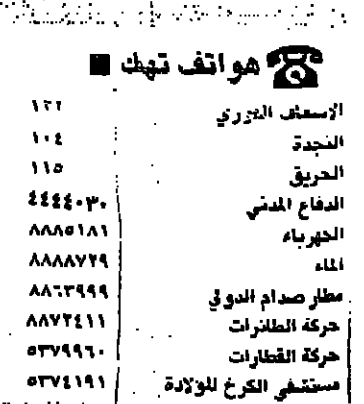 هواتف تهمك
الإسعاف الفوري ١٢٢
النجدة ١٠٤
الحريق ١١٥
الدفاع المدني ٤٤٤٤٠٣٠
الكهرباء ٨٨٨٥١٨١
الماء ٨٨٨٨٧٢٩
مطار صدام الدولي ٨٨٦٣٩٩٩
حركة الطائرات ٨٨٧٢٤١١
حركة القطارات ٥٣٧٩٩٦٠
مستشفى الكرخ للولادة ٥٣٧٤١٩١